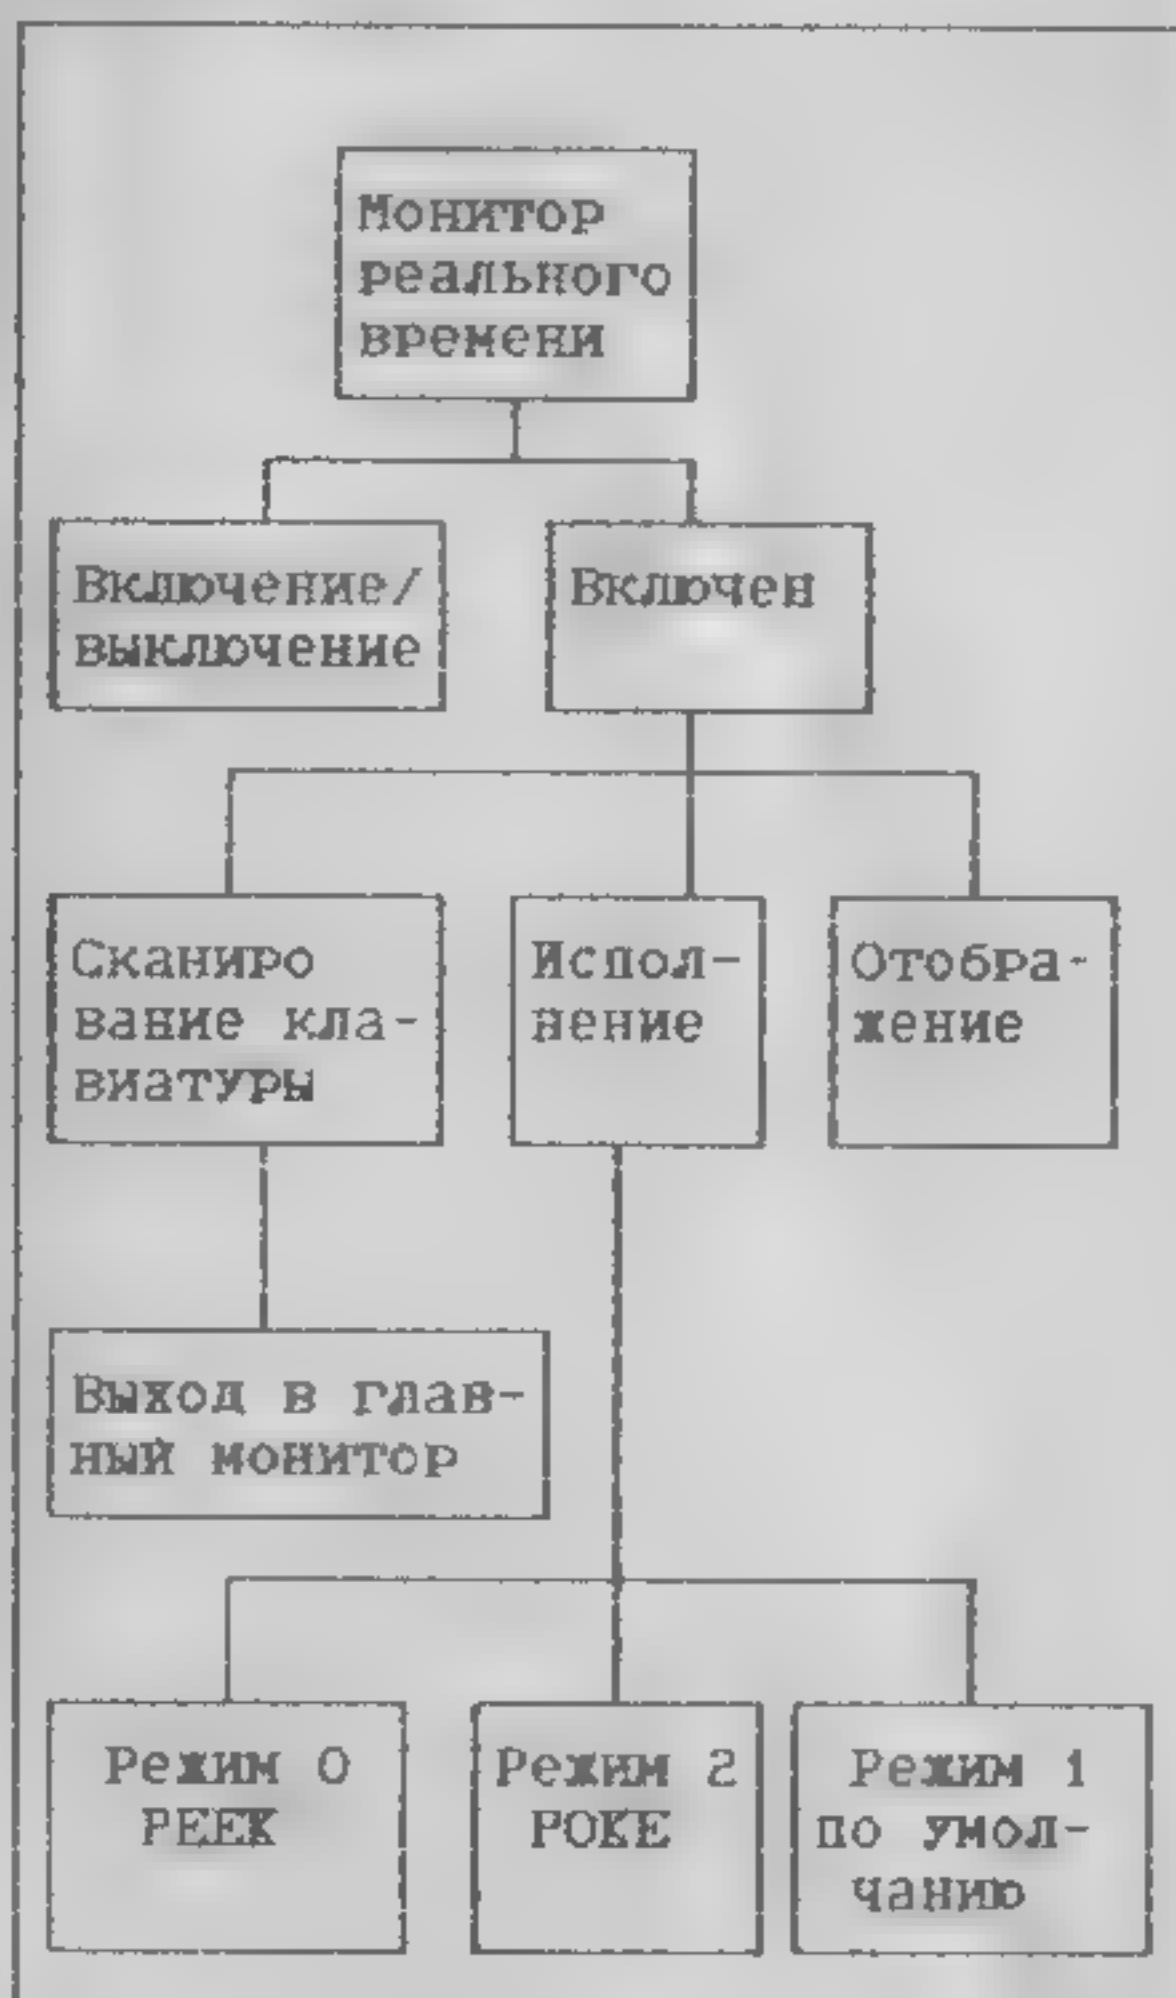 Монитор
реального
времени
Включение/
выключение
Включен
Сканиро
вание кла-
виатуры
Испол-
нение
Отобра-
жение
Выход в глав-
ный монитор
Режим 0
PEEK
Режим 2
POKE
Режим 1
по умол-
чанию